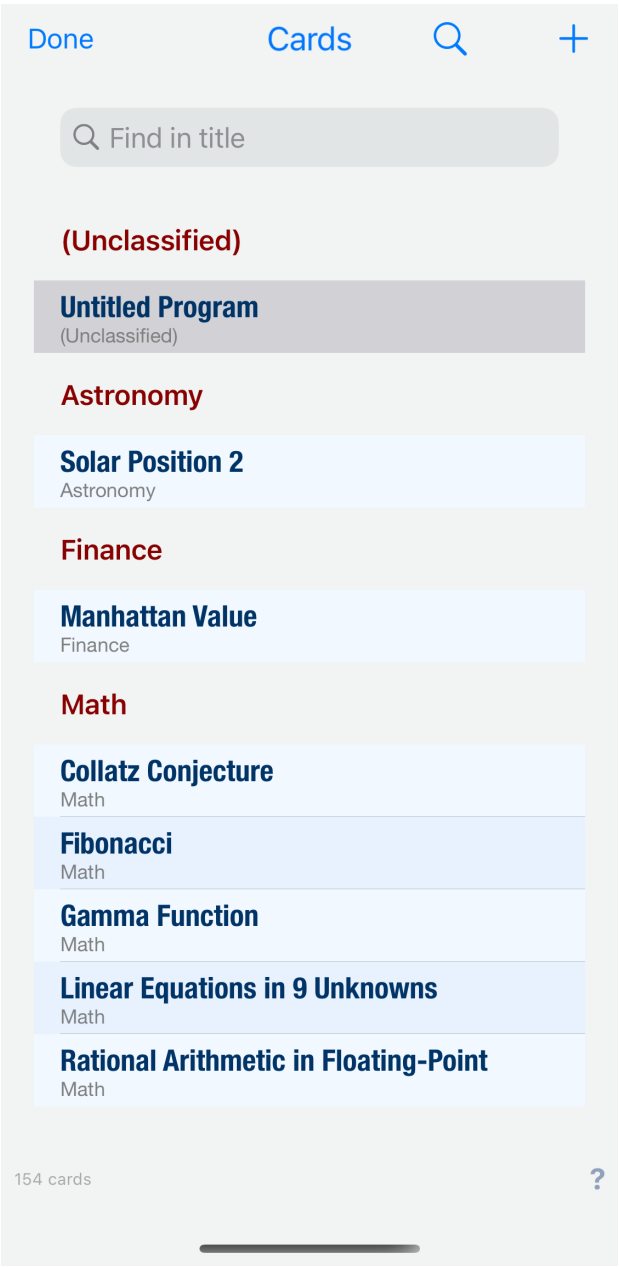 Done Cards
Find in title
(Unclassified)
Untitled Program
(Unclassified)
Astronomy
Solar Position 2
Astronomy
Finance
Manhattan Value
Finance
Math
Collatz Conjecture
Math
Fibonacci
Math
Gamma Function
Math
Linear Equations in 9 Unknowns
Math
Rational Arithmetic in Floating-Point
Math
154 cards ?